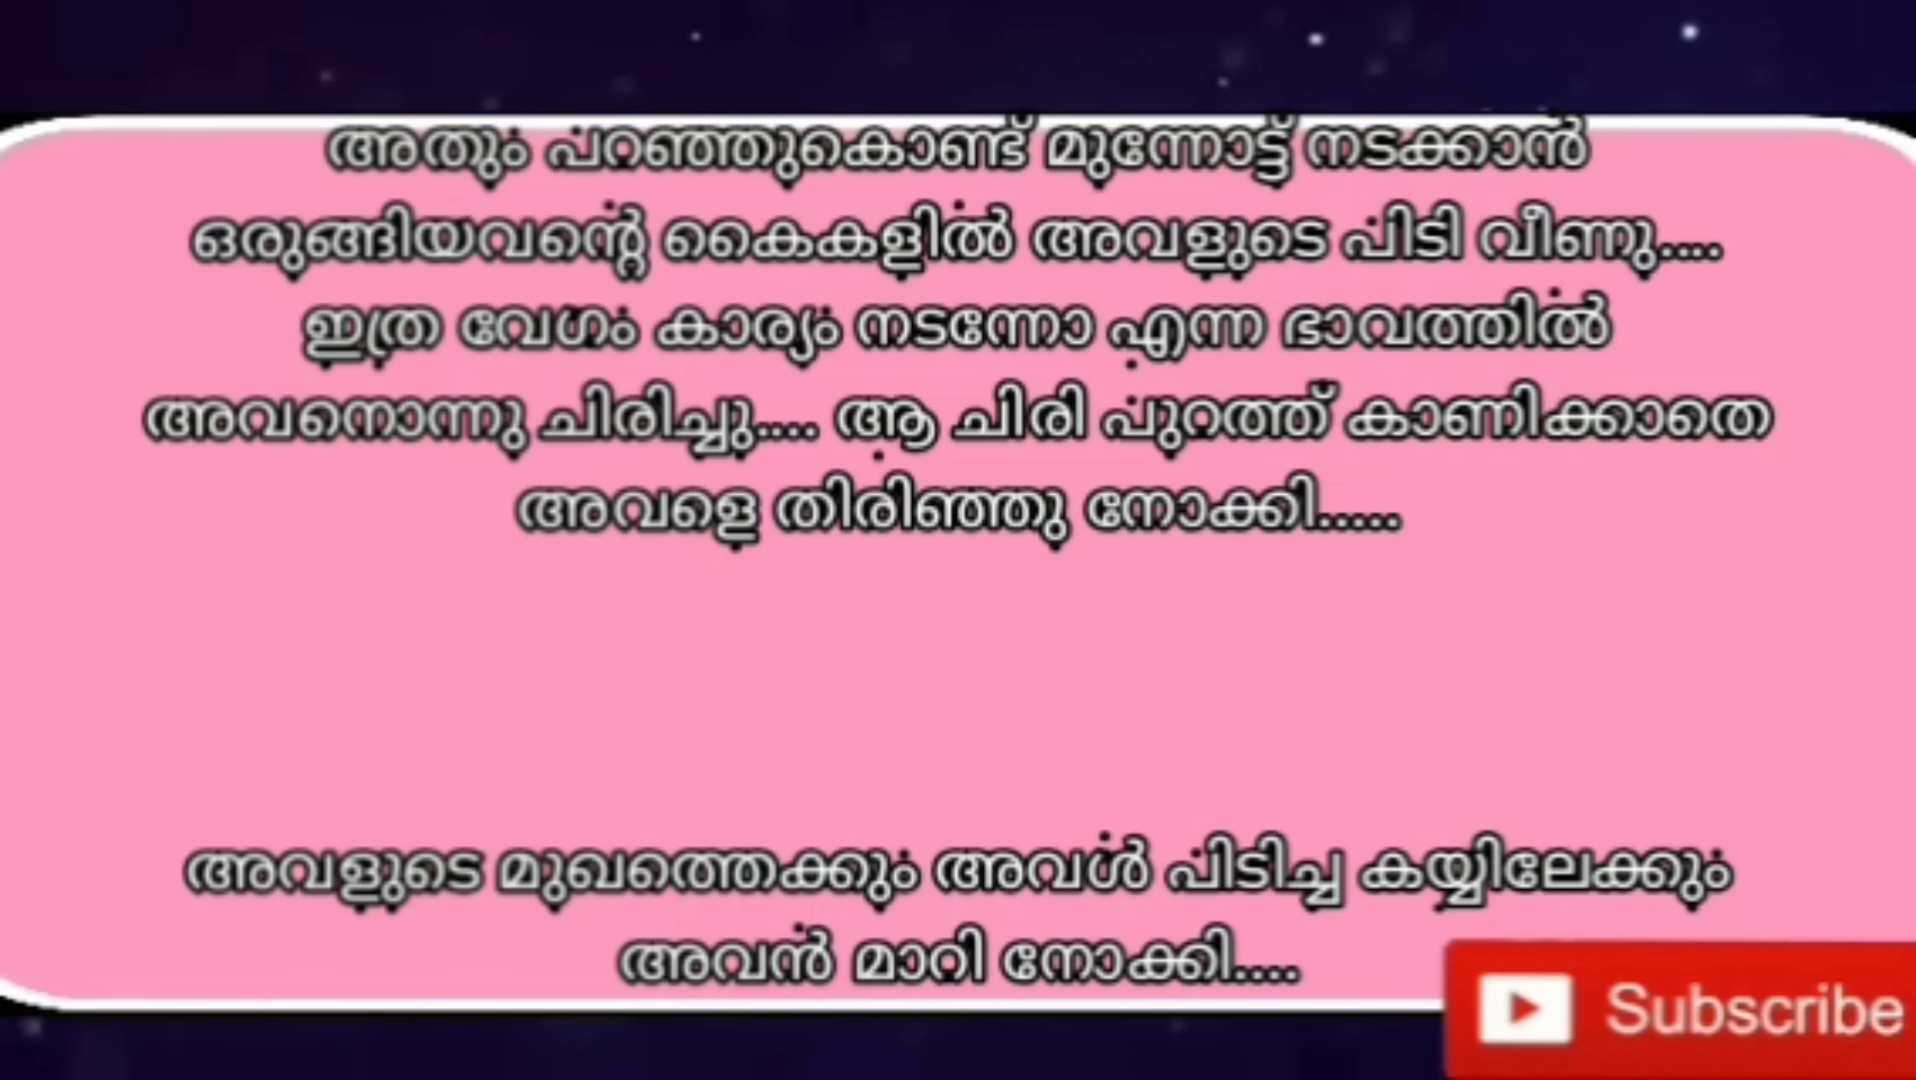 അതും പറഞ്ഞുകൊണ്ട് മുന്നോട്ട് നടക്കാൻ
ഒരുങ്ങിയവന്റെ കൈകളിൽ അവളുടെ പിടി വീണു....
ഇത്ര വേഗം കാര്യം നടന്നോ എന്ന ഭാവത്തിൽ
അവനൊന്നു ചിരിച്ചു.... ആ ചിരി പുറത്ത് കാണിക്കാതെ
അവളെ തിരിഞ്ഞു നോക്കി......
അവളുടെ മുഖത്തെക്കും അവൾ പിടിച്ച കയ്യിലേക്കും
അവൻ മാറി നോക്കി....
Subscribe